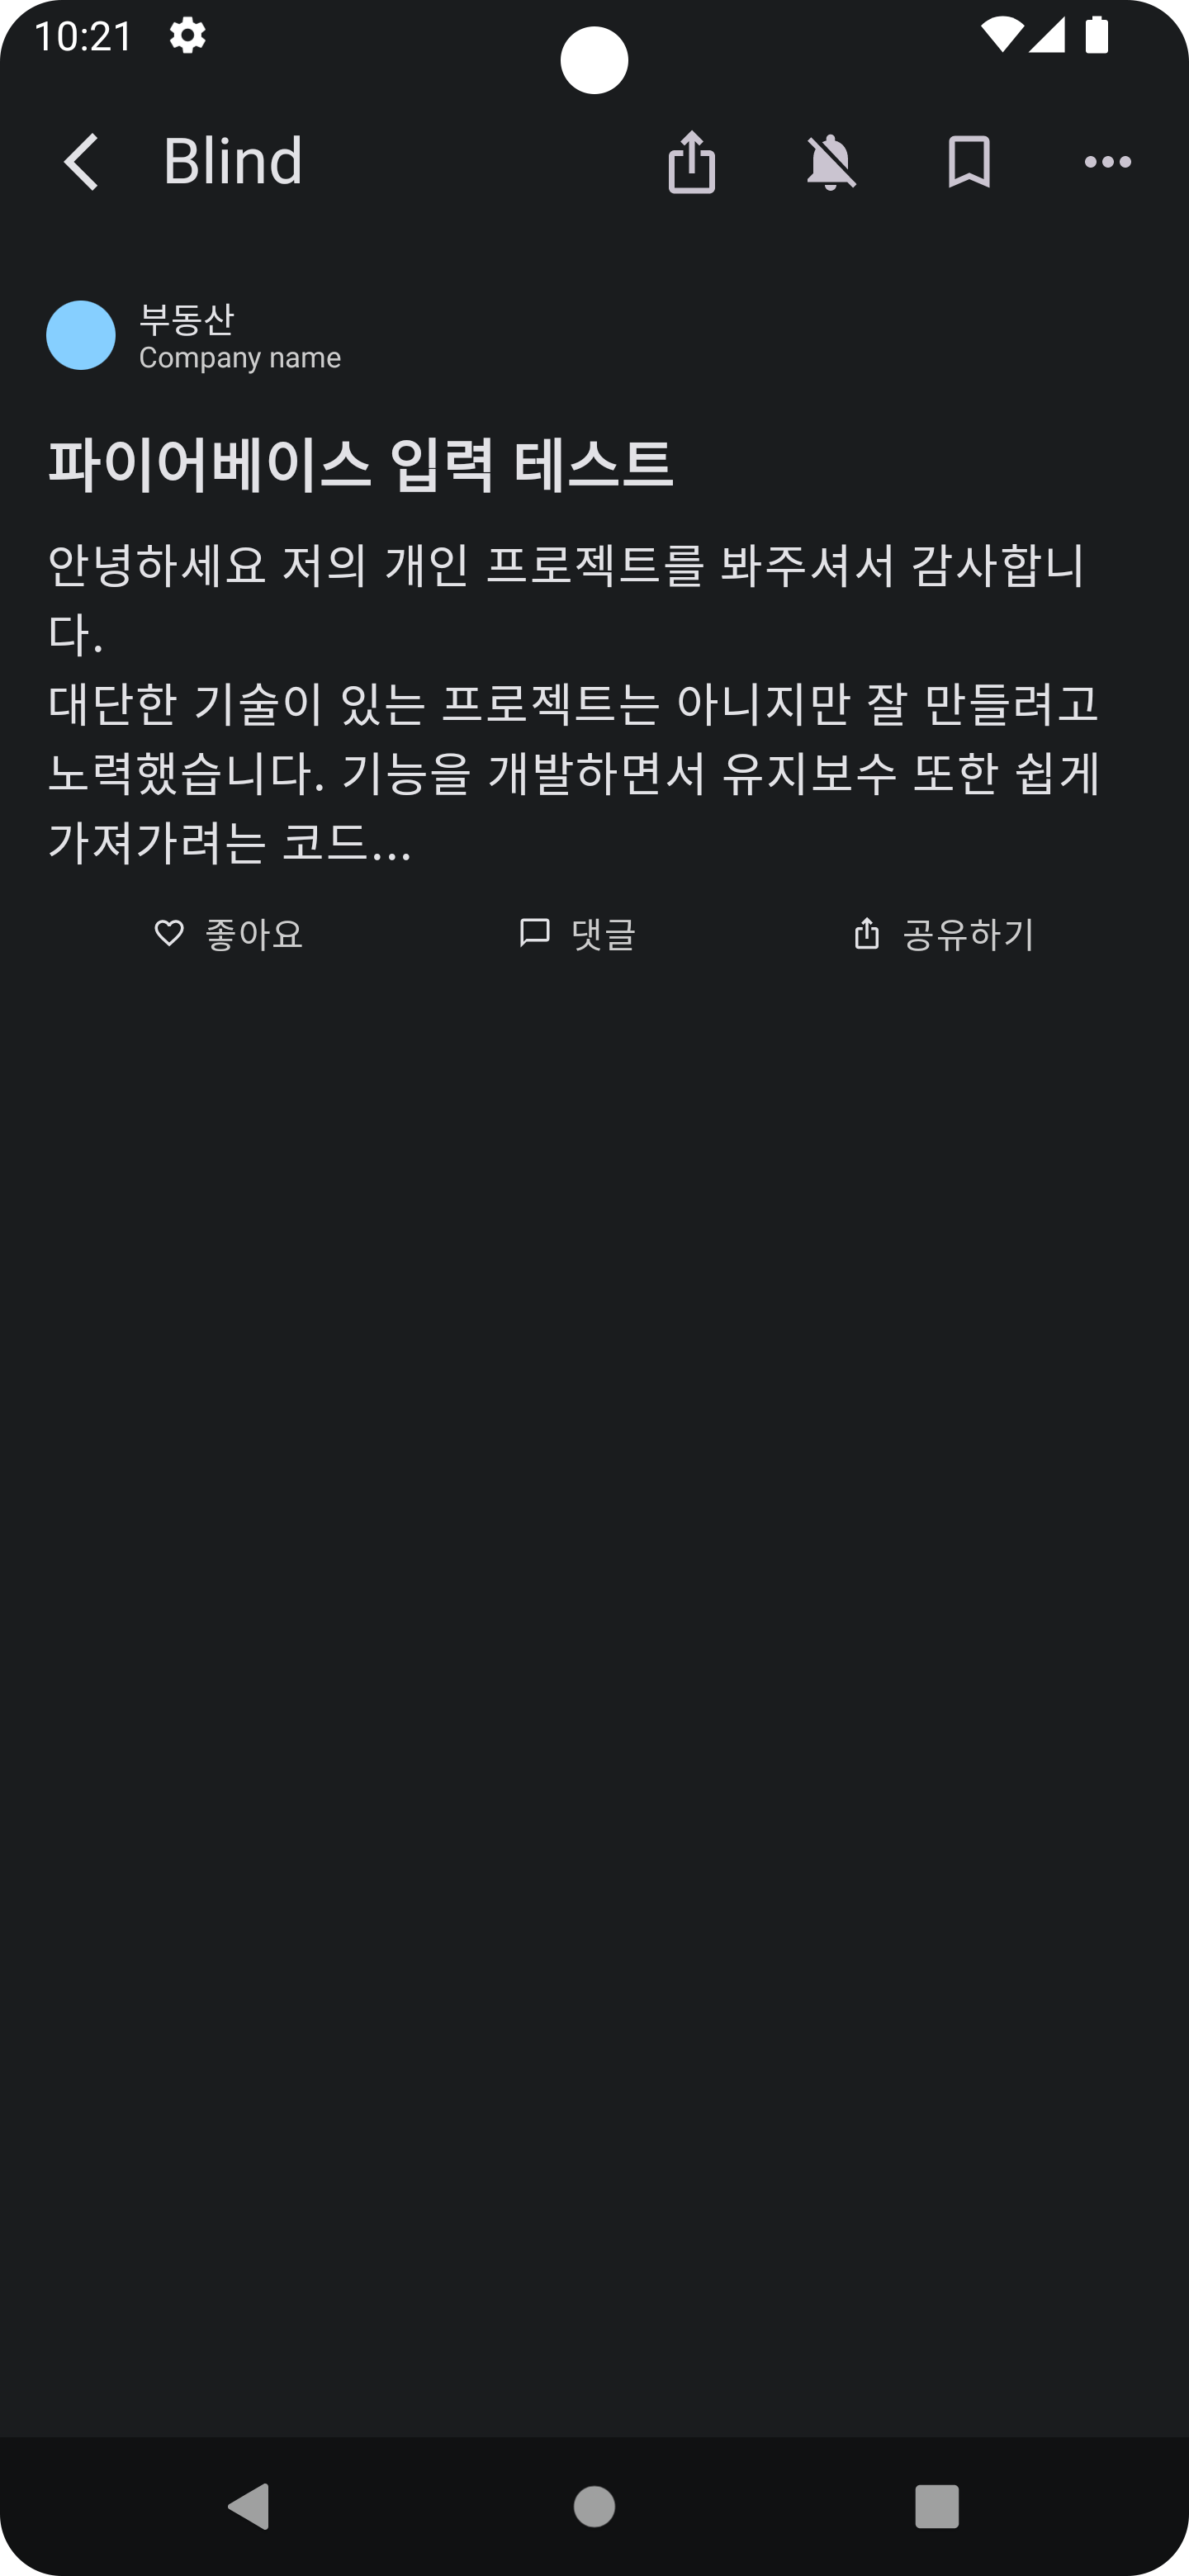 10:21
Blind
부동산
Company name
파이어베이스 입력 테스트
안녕하세요 저의 개인 프로젝트를 봐주셔서 감사합니
다.
대단한 기술이 있는 프로젝트는 아니지만 잘 만들려고
노력했습니다. 기능을 개발하면서 유지보수 또한 쉽게
가져가려는 코드...
좋아요 댓글 공유하기